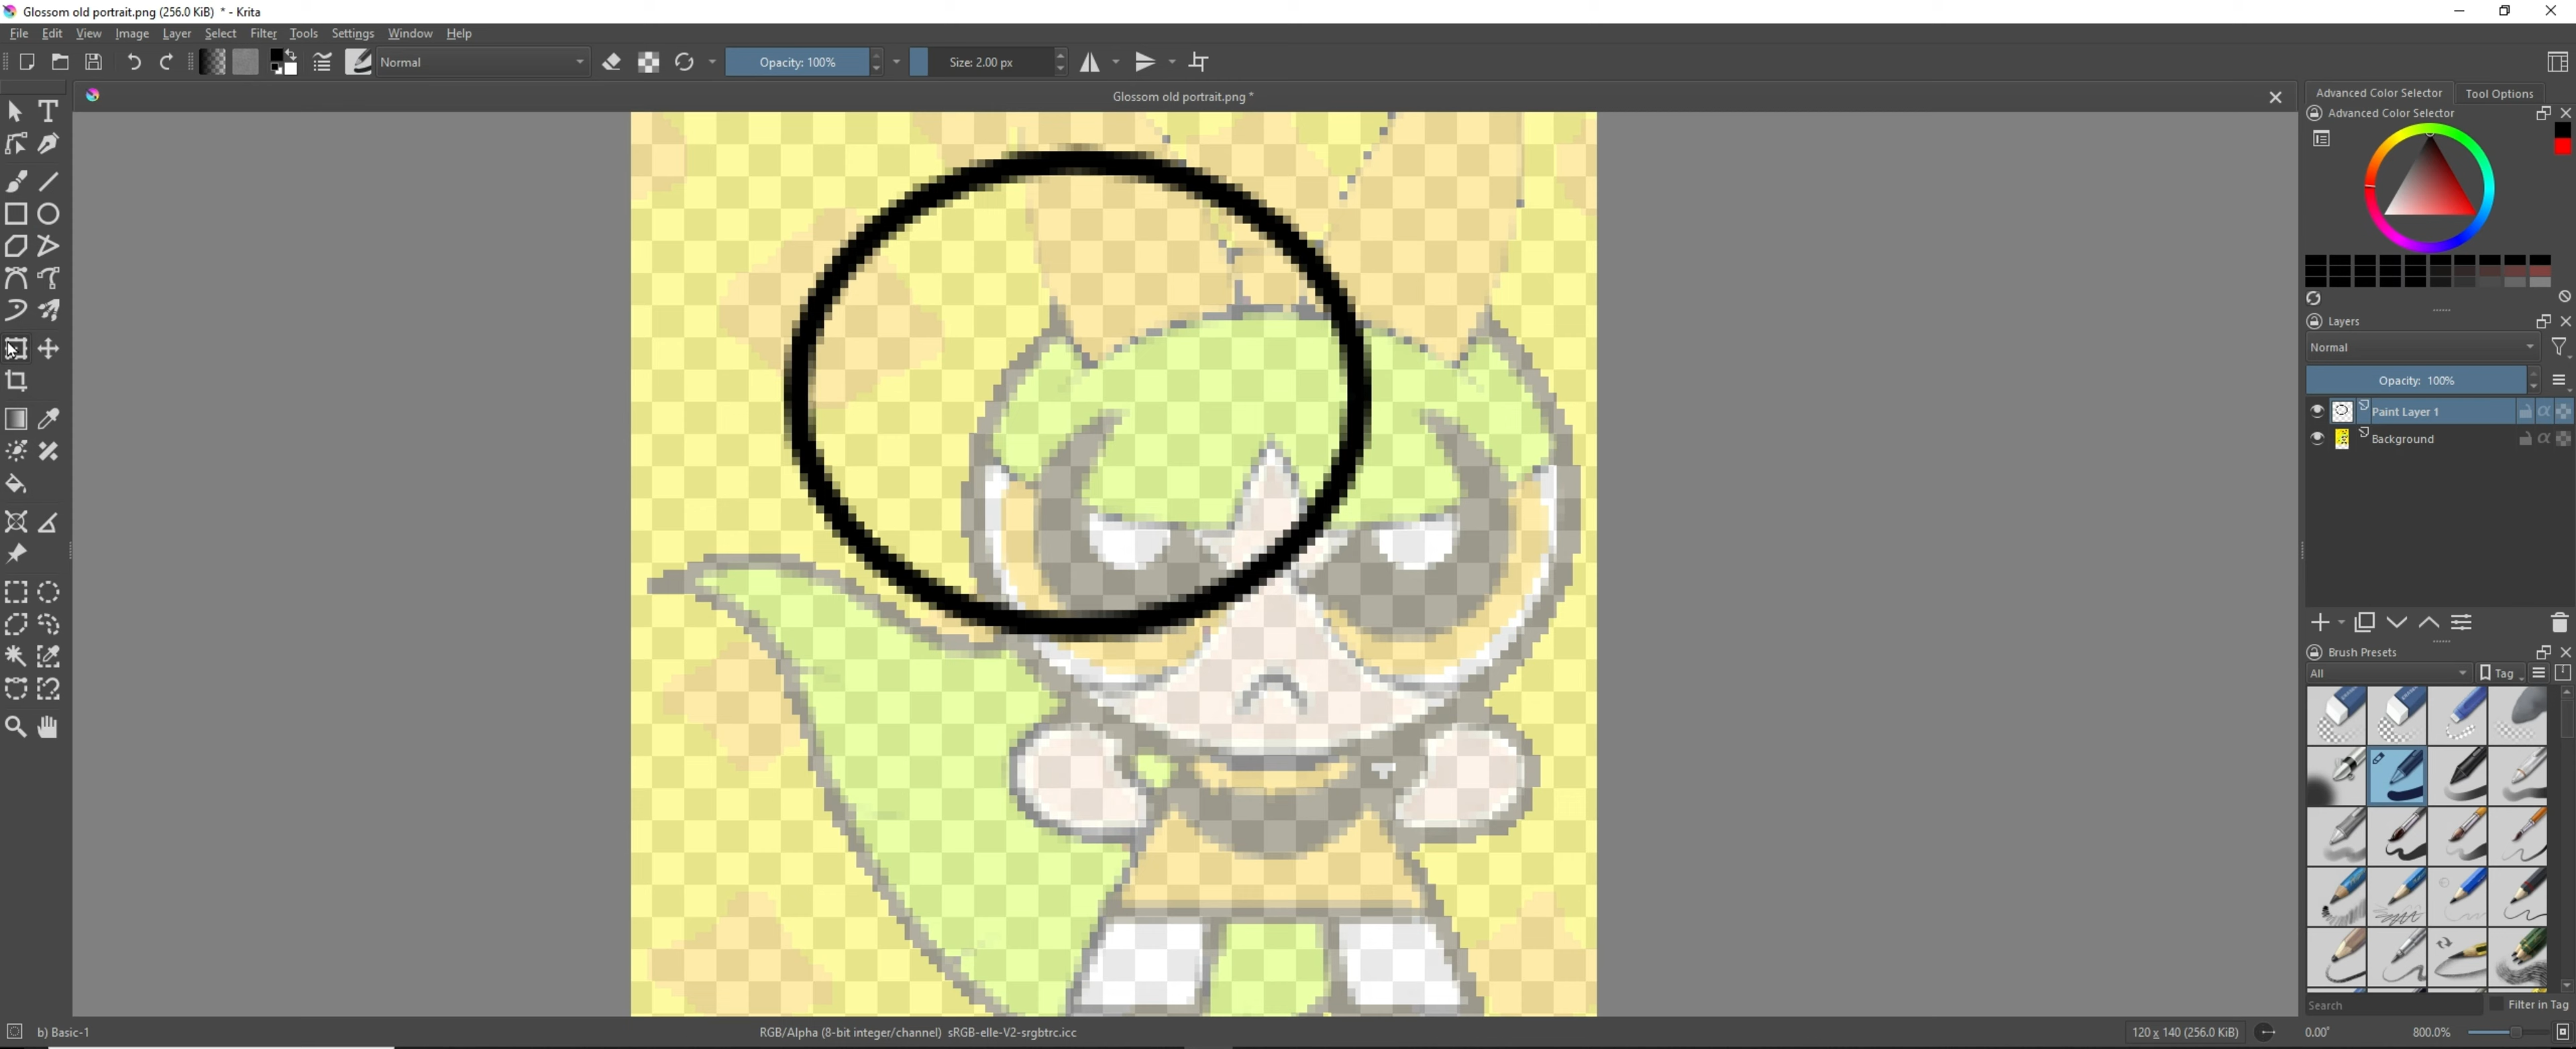 Glossom old portrait.png (256.0 KiB) * - Krita
File Edit View Image Layer Select Filter Tools Settings Window Help
Normal Opacity: 100% Size: 2.00 px
Glossom old portrait.png *
Advanced Color Selector Tool Options
Advanced Color Selector
Layers
Normal
Opacity: 100%
Paint Layer 1
Background
Brush Presets
All Tag
Search Filter in Tag
b) Basic-1 RGB/Alpha (8-bit integer/channel) sRGB-elle-V2-srgbtrc.icc 120 x 140 (256.0 KiB) 0.00° 800.0%